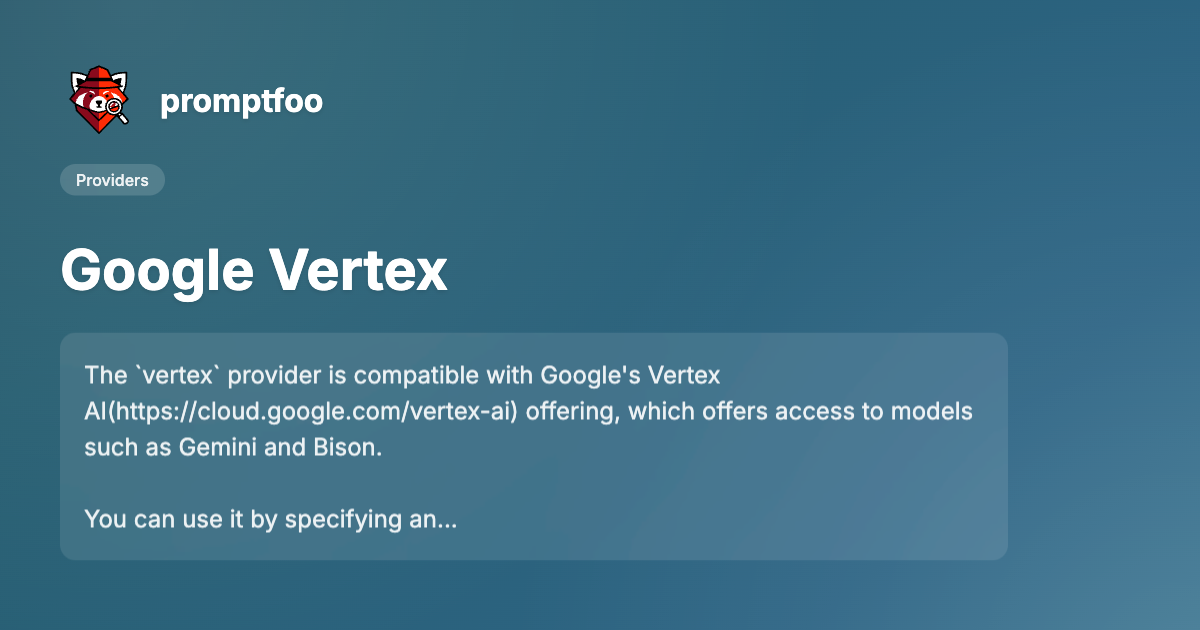 promptfoo
Providers
Google Vertex
The `vertex` provider is compatible with Google's Vertex
AI(https://cloud.google.com/vertex-ai) offering, which offers access to models
such as Gemini and Bison.
You can use it by specifying an...